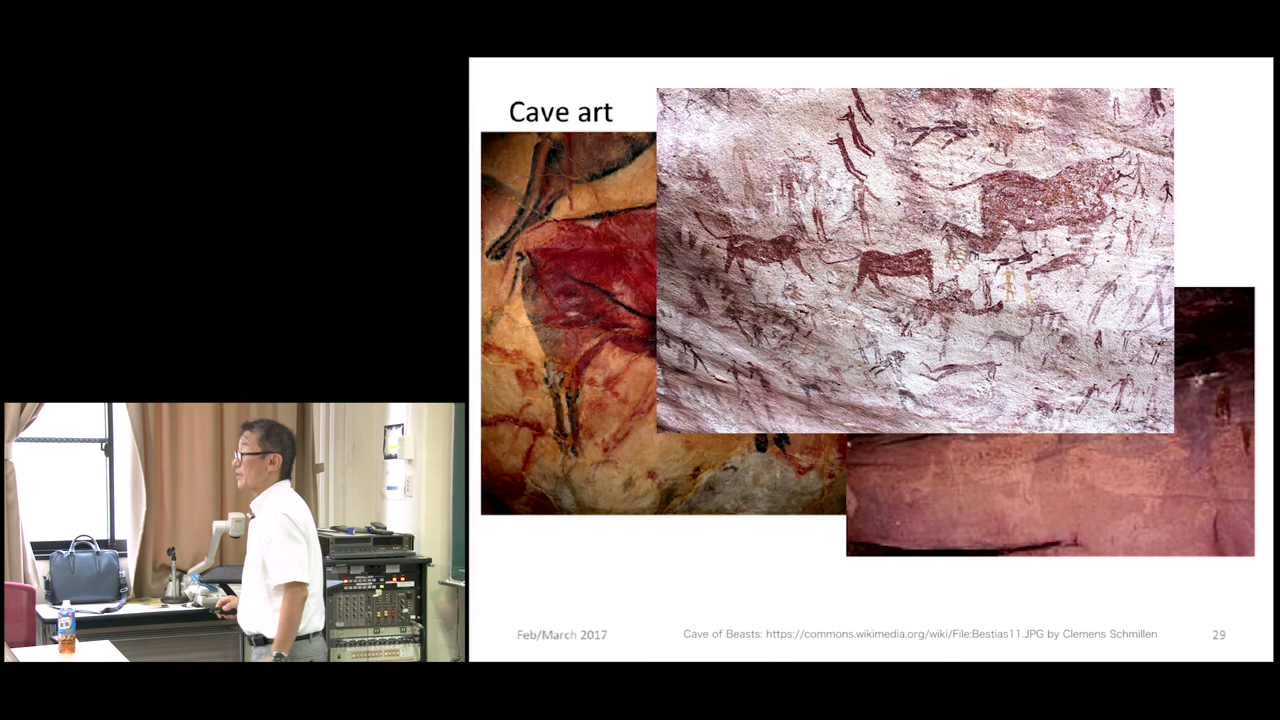 Cave art
Feb/March 2017
Cave of Beasts: https://commons.wikimedia.org/wiki/File:Bestias11.JPG by Clemens Schmillen
29